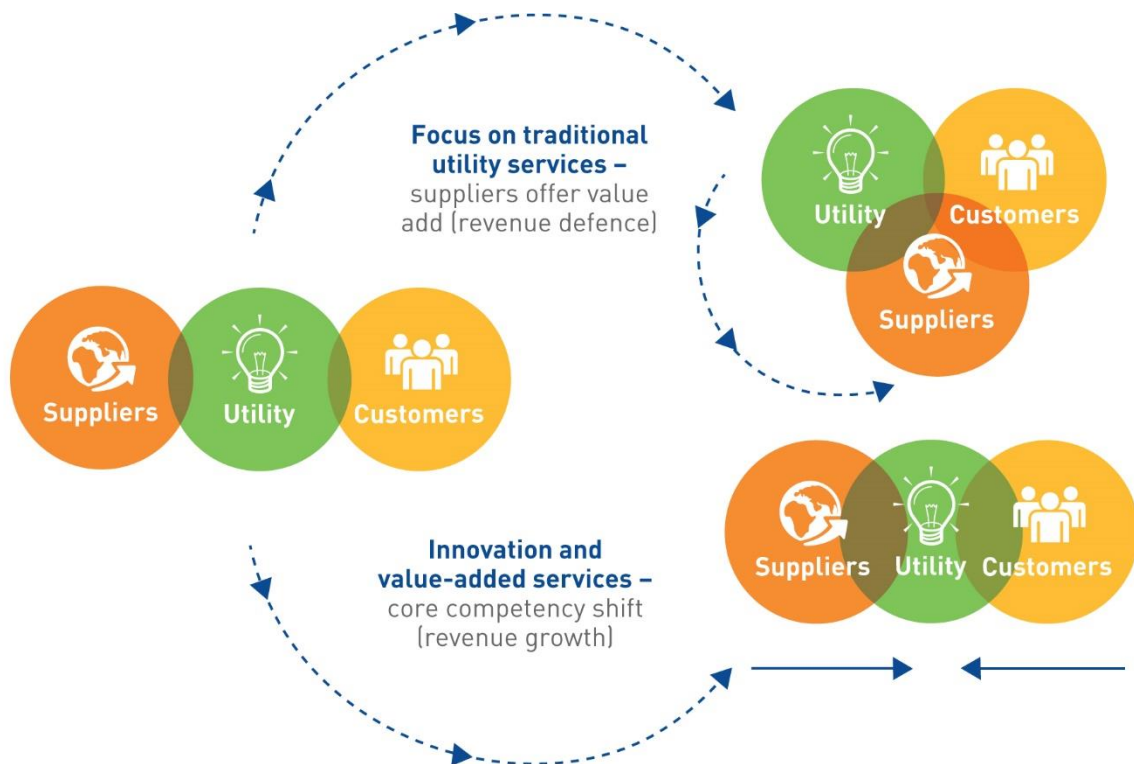 Focus on traditional
utility services –
suppliers offer value
add (revenue defence)
Utility
Customers
Suppliers
Suppliers
Utility
Customers
Innovation and
value-added services –
core competency shift
(revenue growth)
Suppliers
Utility
Customers